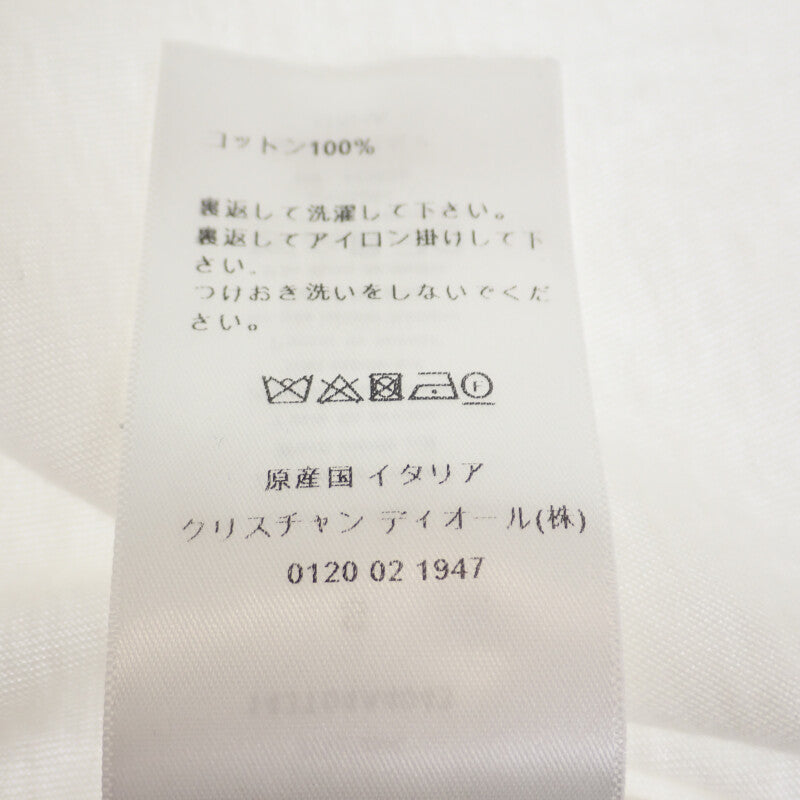 コットン100%
裏返して洗濯して下さい。
裏返してアイロン掛けして下
さい.
つけおき洗いをしないでくだ
さい。
F
原産国 イタリア
クリスチャン ディオール(株)
0120 02 1947